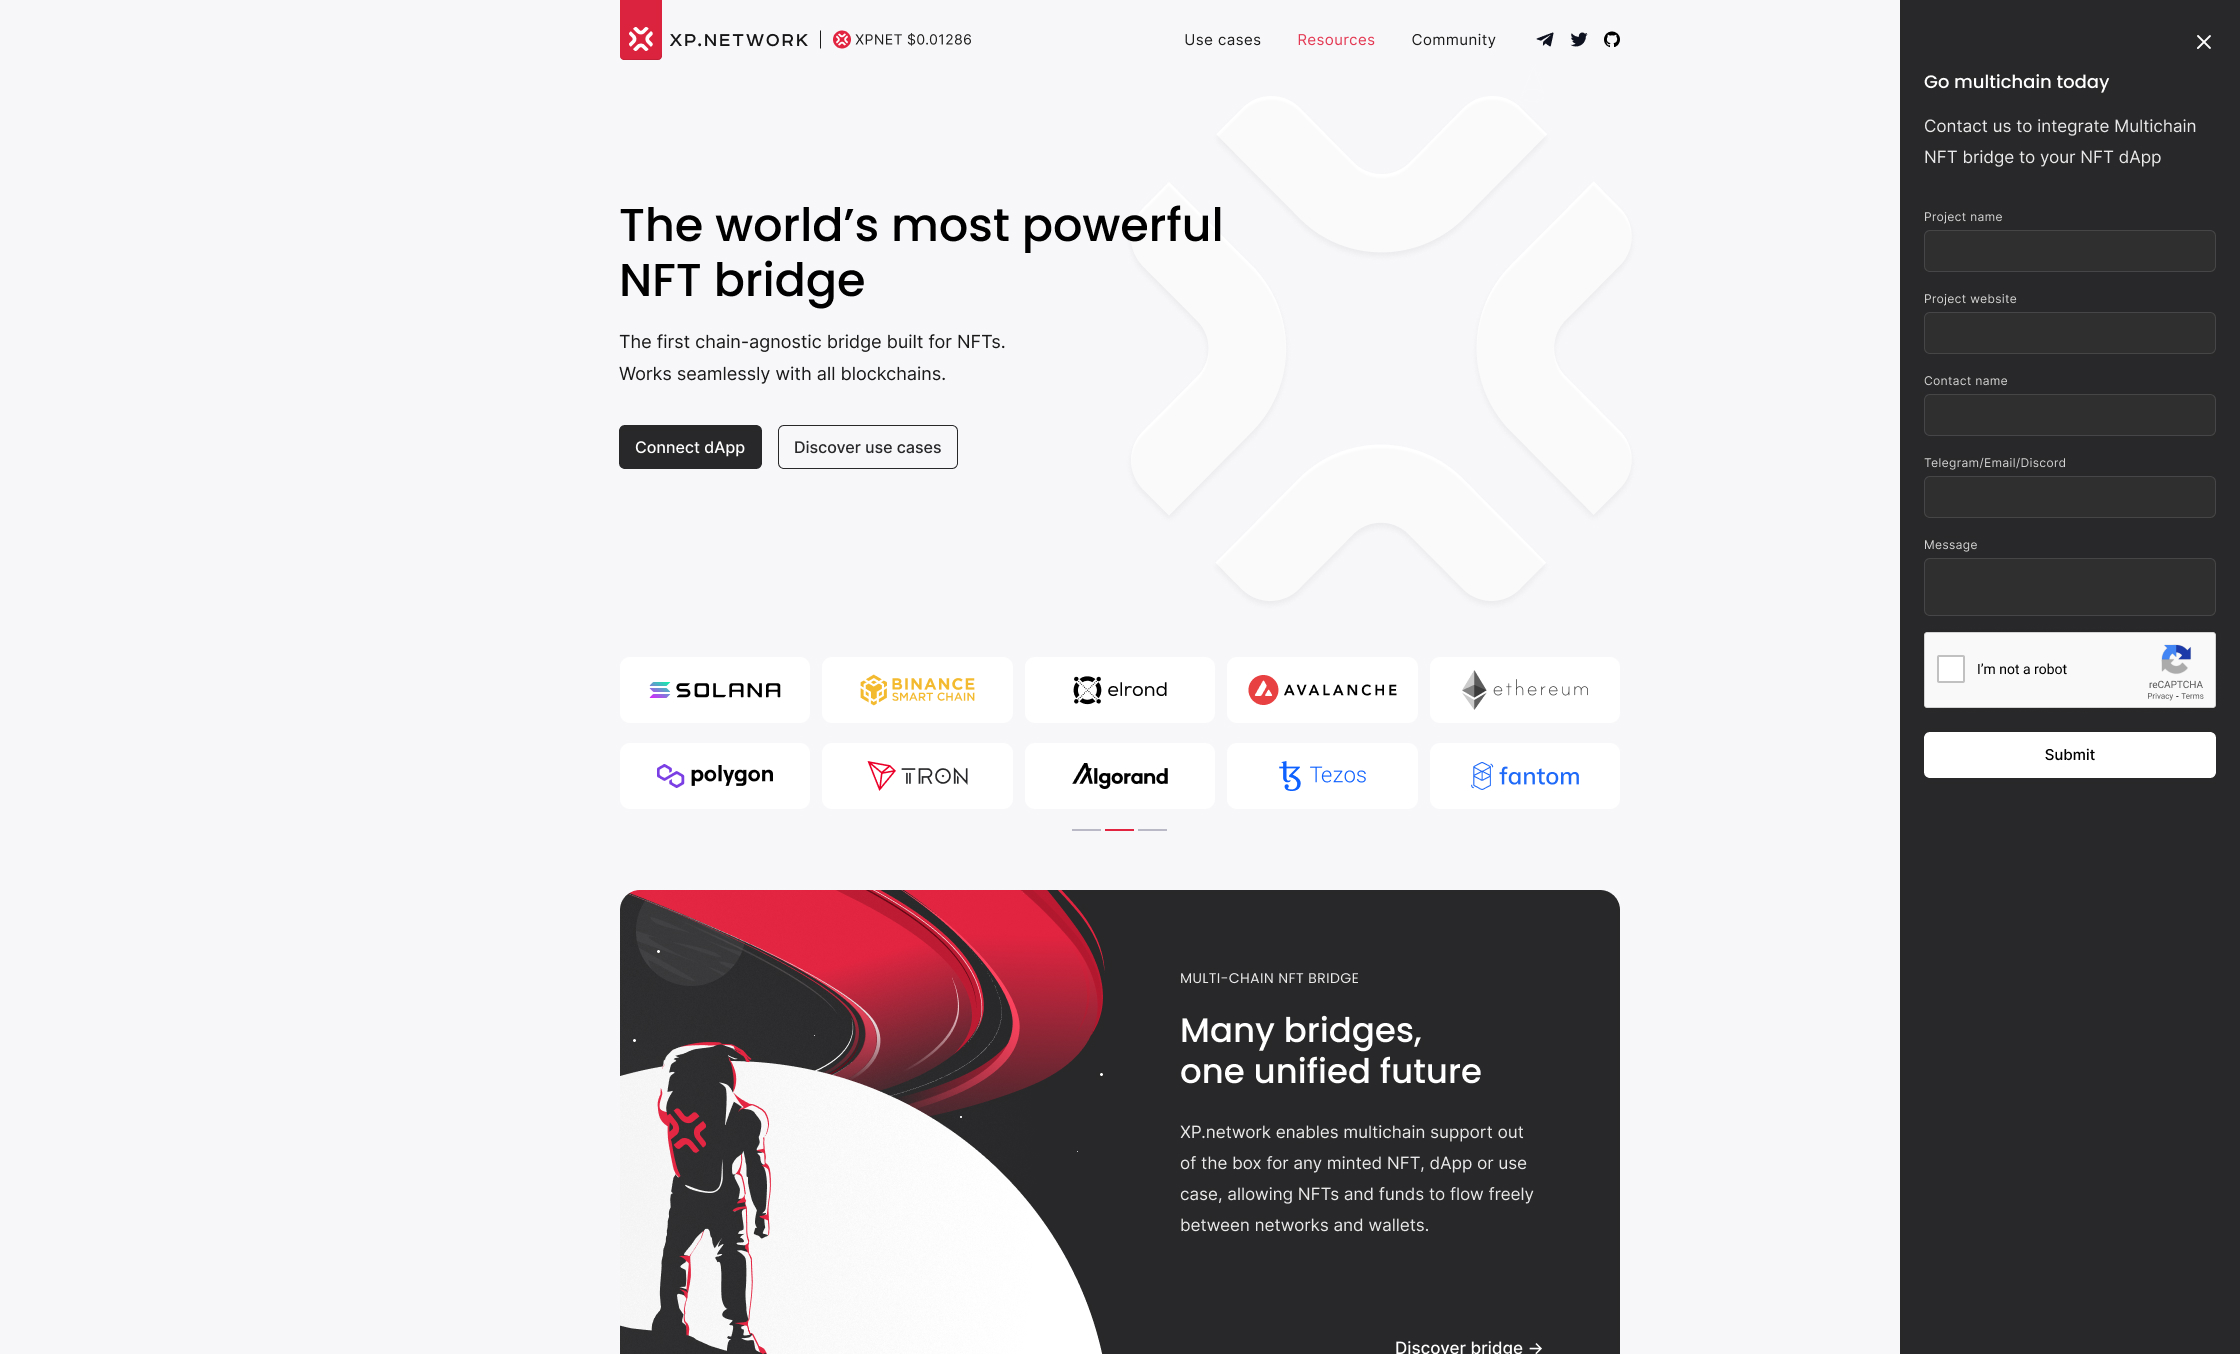 XP.NETWORK
XPNET $0.01286
Use cases
Resources
Community
The world’s most powerful
NFT bridge
The first chain-agnostic bridge built for NFTs.
Works seamlessly with all blockchains.
Connect dApp
Discover use cases
SOLANA
BINANCE
SMART CHAIN
elrond
AVALANCHE
ethereum
polygon
TRON
Algorand
Tezos
fantom
MULTI-CHAIN NFT BRIDGE
Many bridges,
one unified future
XP.network enables multichain support out
of the box for any minted NFT, dApp or use
case, allowing NFTs and funds to flow freely
between networks and wallets.
Discover bridge →
Go multichain today
Contact us to integrate Multichain
NFT bridge to your NFT dApp
Project name
Project website
Contact name
Telegram/Email/Discord
Message
I’m not a robot
reCAPTCHA
Privacy - Terms
Submit